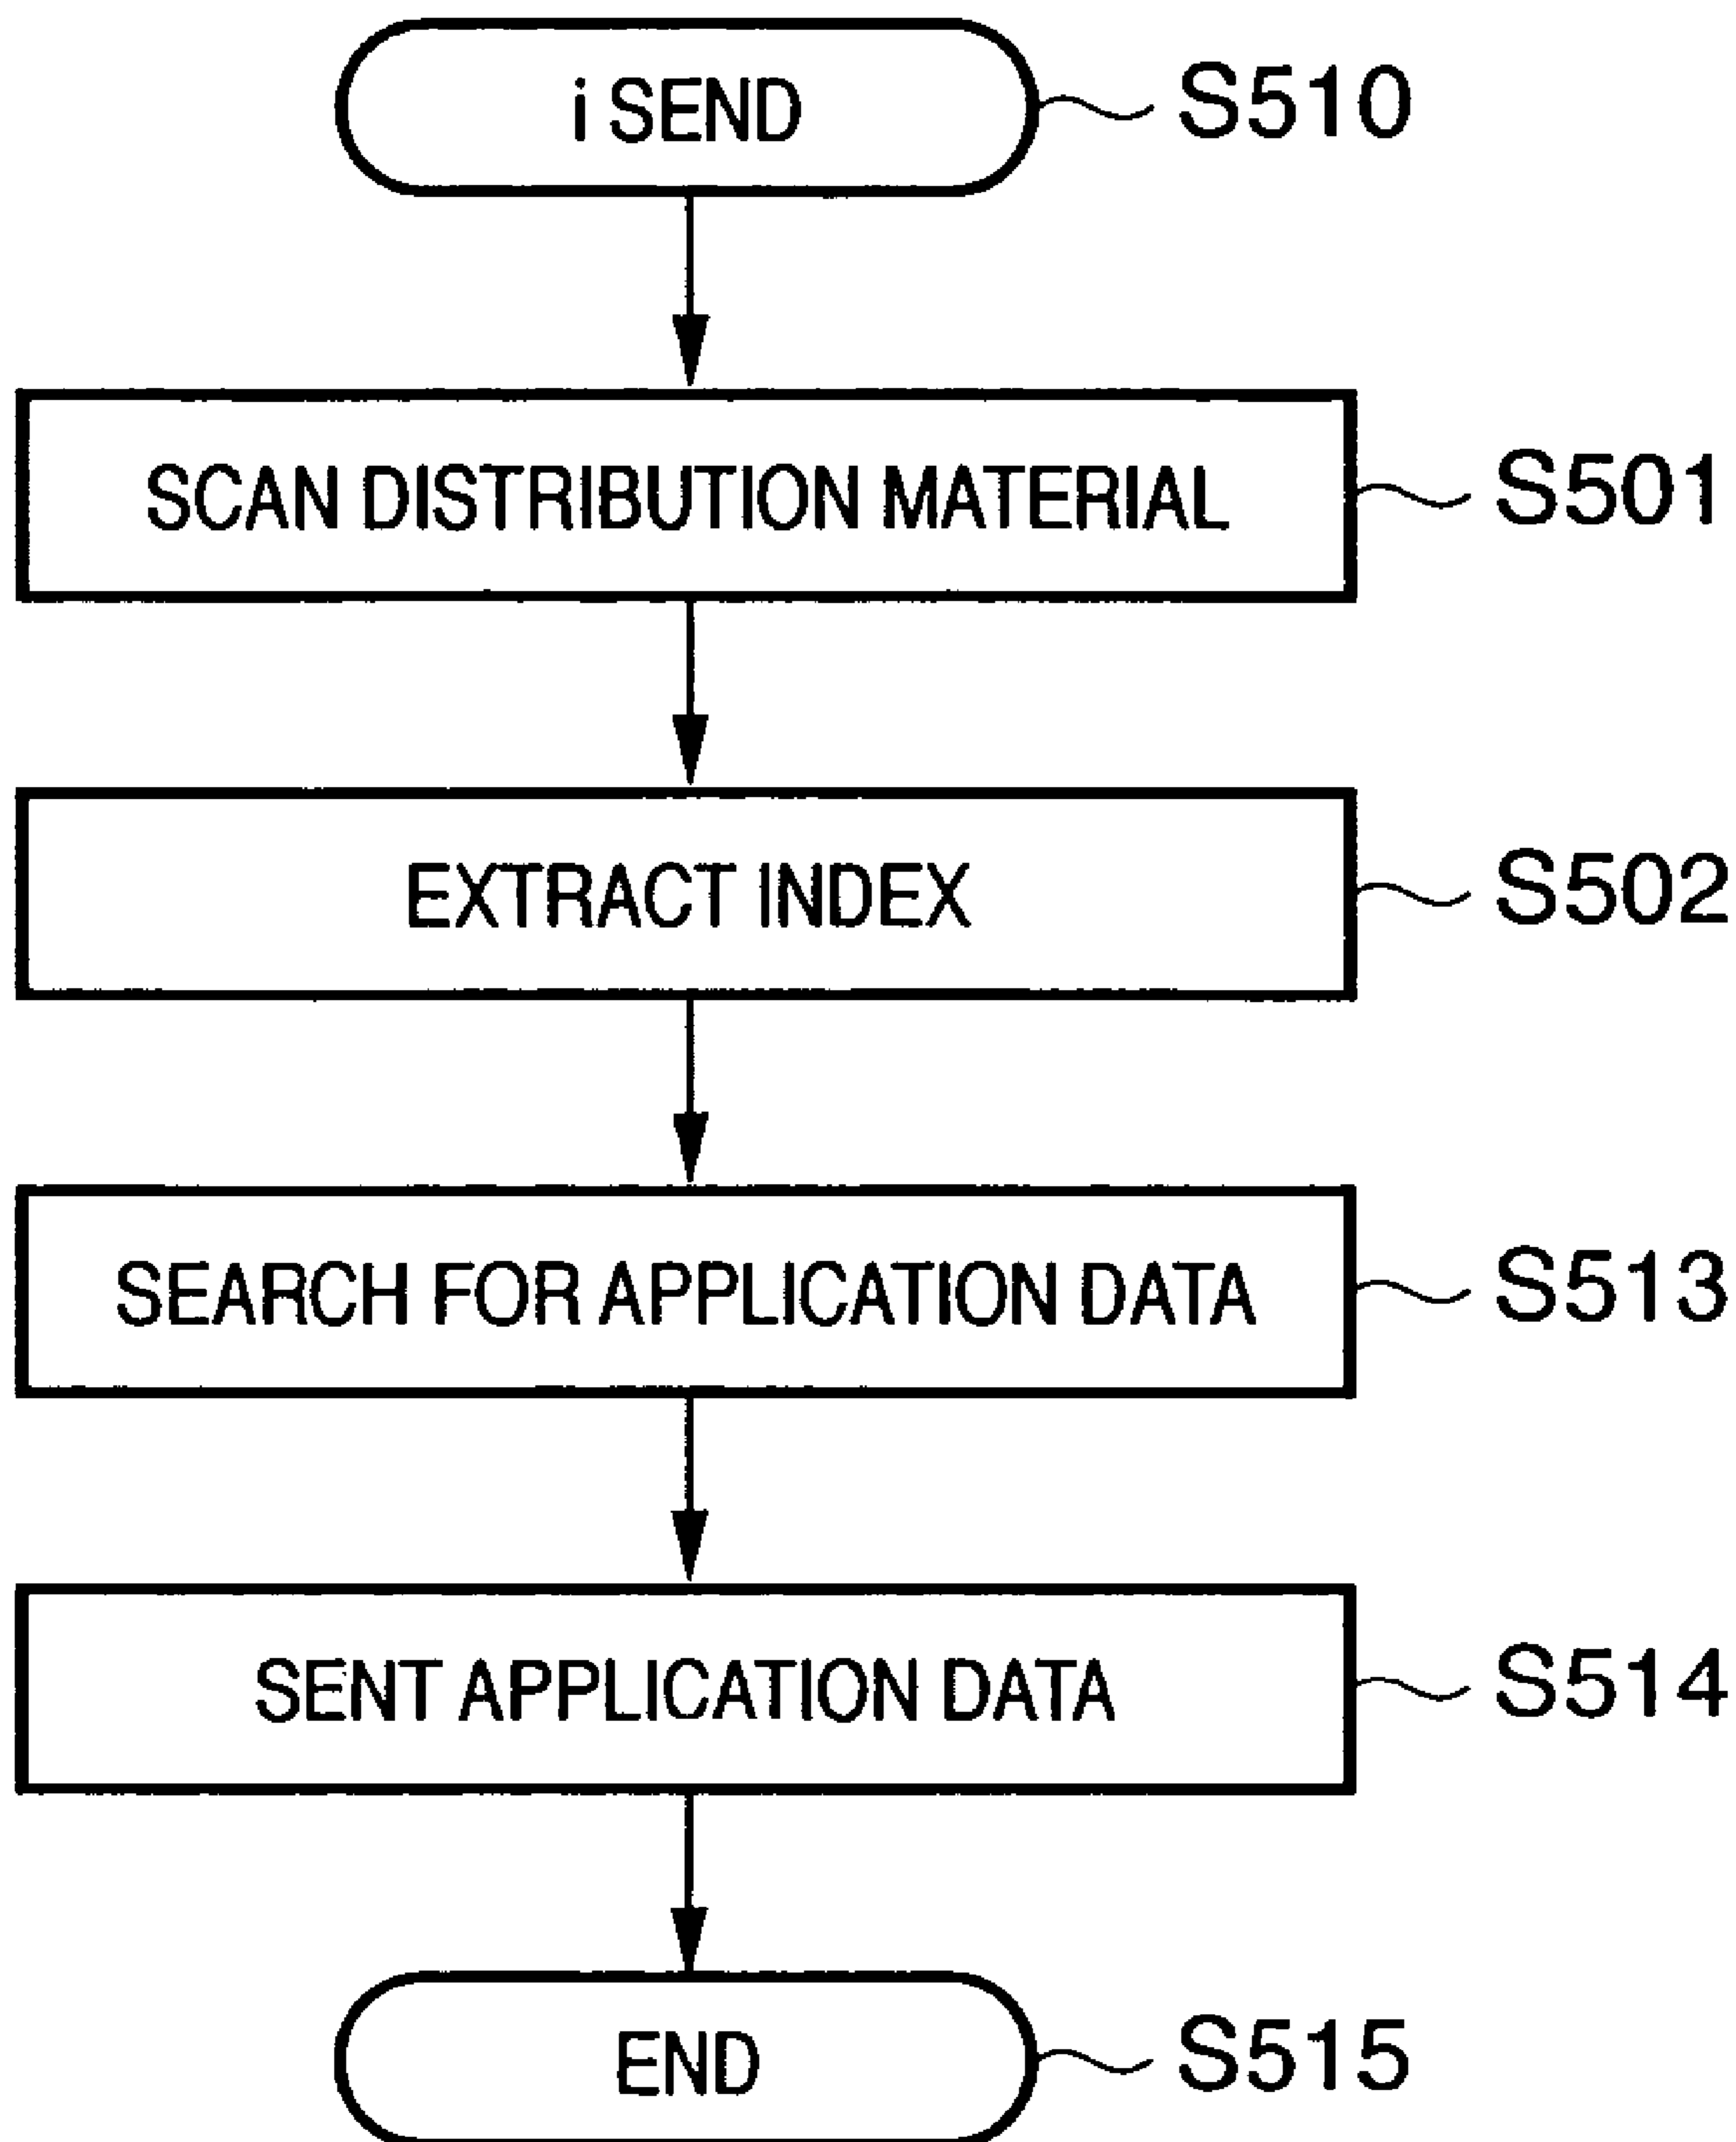 i SEND S510
SCAN DISTRIBUTION MATERIAL S501
EXTRACT INDEX S502
SEARCH FOR APPLICATION DATA S513
SENT APPLICATION DATA S514
END S515